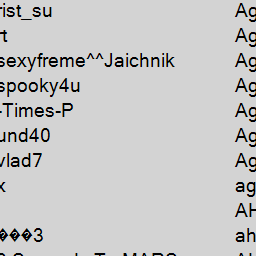 rist_su Ag
rt Ag
sexyfreme^^Jaichnik Ag
spooky4u Ag
-Times-P Ag
und40 Ag
vlad7 Ag
x ag
AH
���3 ah